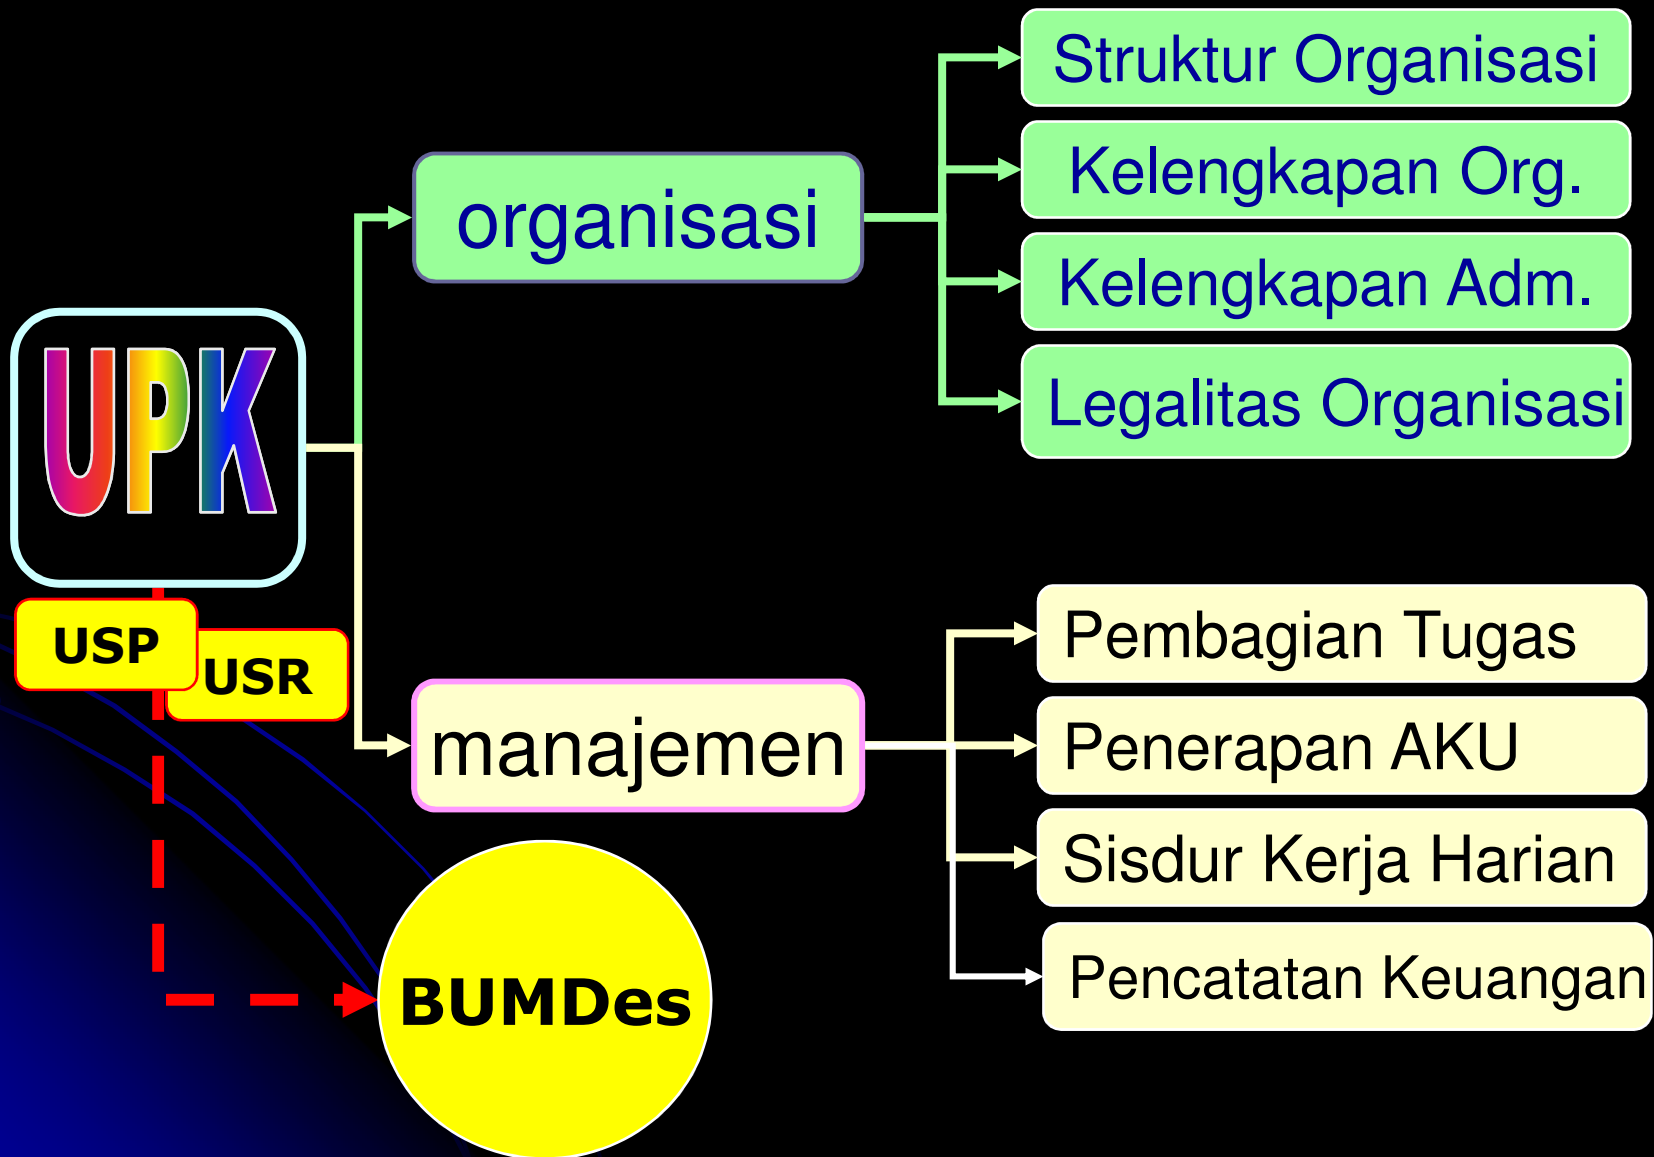 Struktur Organisasi
Kelengkapan Org.
organisasi
Kelengkapan Adm.
Legalitas Organisasi
UPK
USP
USR
manajemen
Pembagian Tugas
Penerapan AKU
Sisdur Kerja Harian
Pencatatan Keuangan
BUMDes